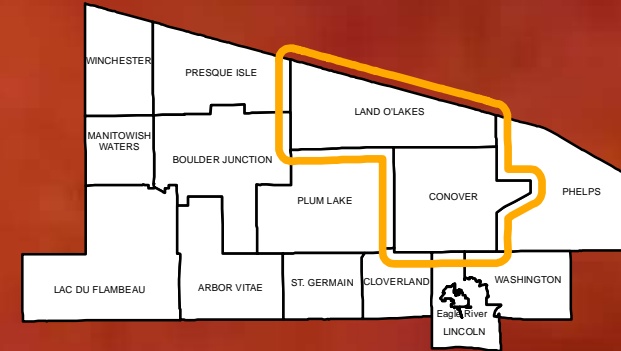 WINCHESTER
PRESQUE ISLE
LAND O'LAKES
MANITOWISH
WATERS
BOULDER JUNCTION
PLUM LAKE
CONOVER
PHELPS
LAC DU FLAMBEAU
ARBOR VITAE
ST. GERMAIN
CLOVERLAND
WASHINGTON
Eagle River
LINCOLN